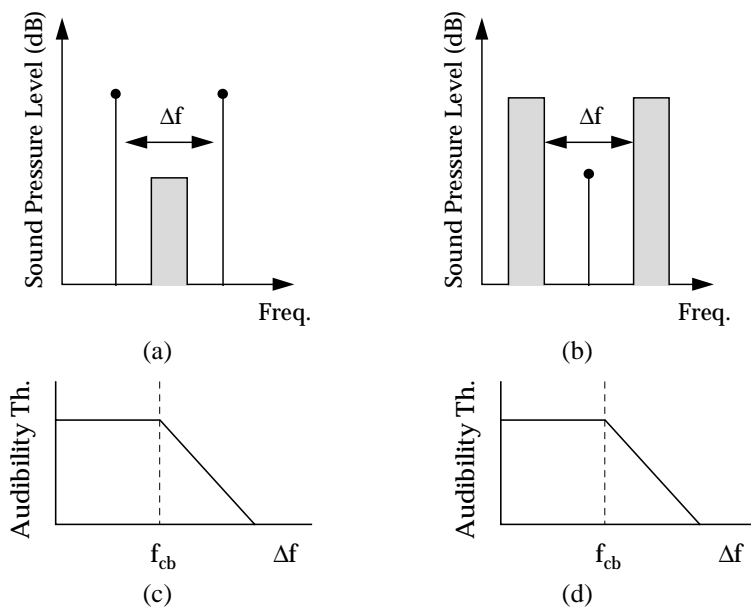 Sound Pressure Level (dB)
Δf
Freq.
(a)
Sound Pressure Level (dB)
Δf
Freq.
(b)
Audibility Th.
f_cb
Δf
(c)
Audibility Th.
f_cb
Δf
(d)